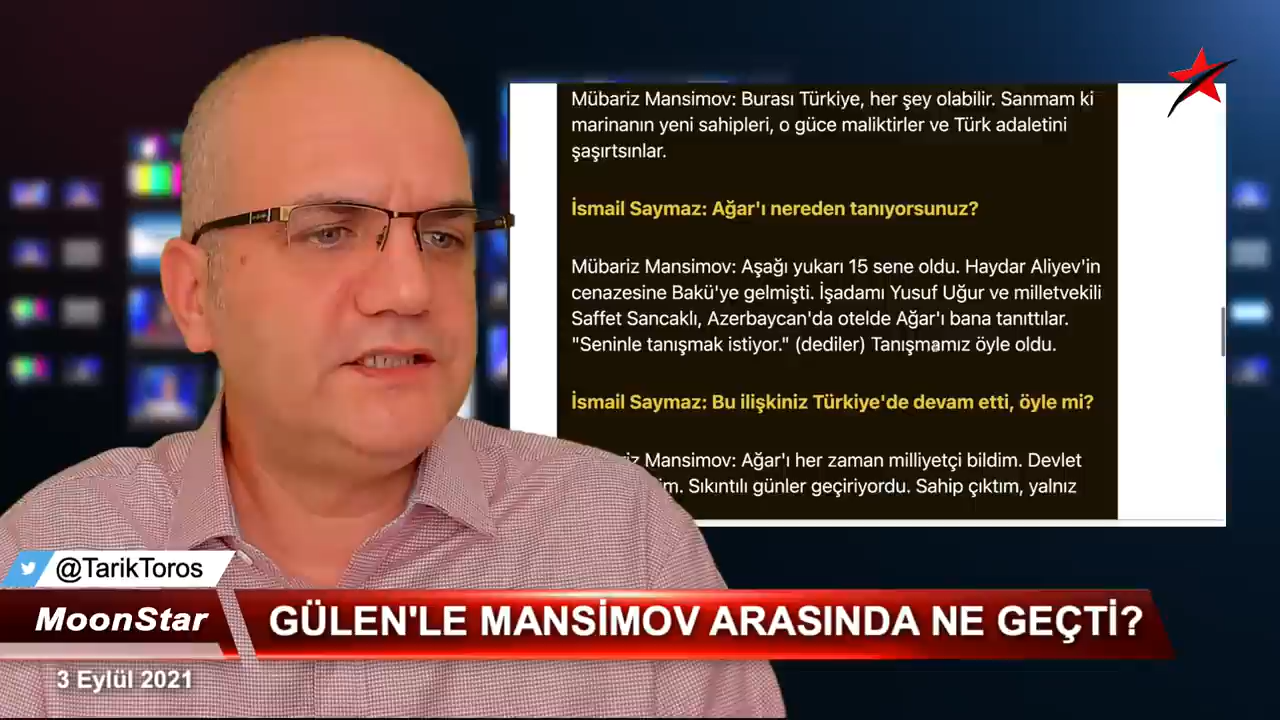 Mübariz Mansimov: Burası Türkiye, her şey olabilir. Sanmam ki
marinanın yeni sahipleri, o güce maliktirler ve Türk adaletini
şaşırtsınlar.
İsmail Saymaz: Ağar'ı nereden tanıyorsunuz?
Mübariz Mansimov: Aşağı yukarı 15 sene oldu. Haydar Aliyev'in
cenazesine Bakü'ye gelmişti. İşadamı Yusuf Uğur ve milletvekili
Saffet Sancaklı, Azerbaycan'da otelde Ağar'ı bana tanıttılar.
"Seninle tanışmak istiyor." (dediler) Tanışmamız öyle oldu.
İsmail Saymaz: Bu ilişkiniz Türkiye'de devam etti, öyle mi?
Mansimov: Ağar'ı her zaman milliyetçi bildim. Devlet
Sıkıntılı günler geçiriyordu. Sahip çıktım, yalnız
@TarikToros
MoonStar
GÜLEN'LE MANSİMOV ARASINDA NE GEÇTİ?
3 Eylül 2021